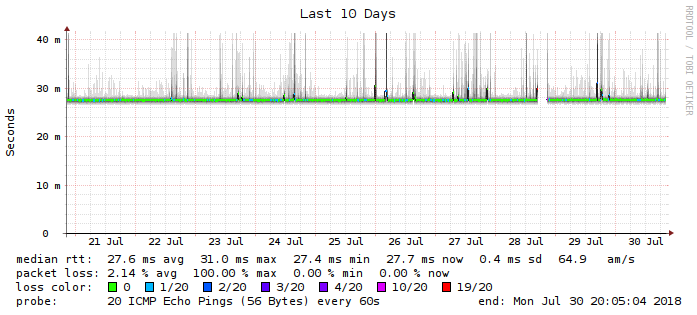 Last 10 Days
RRDTOOL / TOBI OETIKER
Seconds
40 m
30 m
20 m
10 m
0
21 Jul 22 Jul 23 Jul 24 Jul 25 Jul 26 Jul 27 Jul 28 Jul 29 Jul 30 Jul
median rtt: 27.6 ms avg 31.0 ms max 27.4 ms min 27.7 ms now 0.4 ms sd 64.9 am/s
packet loss: 2.14 % avg 100.00 % max 0.00 % min 0.00 % now
loss color: 0 1/20 2/20 3/20 4/20 10/20 19/20
probe: 20 ICMP Echo Pings (56 Bytes) every 60s end: Mon Jul 30 20:05:04 2018